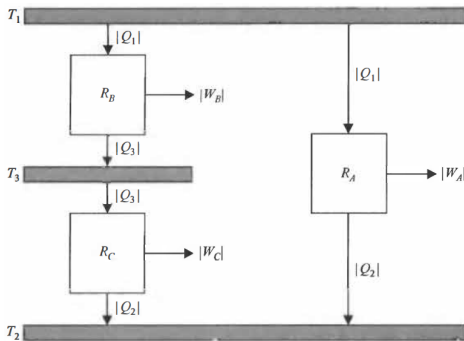 T₁
|Q₁|
R_B
|W_B|
|Q₃|
T₃
|Q₃|
R_C
|W_C|
|Q₂|
T₂
|Q₁|
R_A
|W_A|
|Q₂|